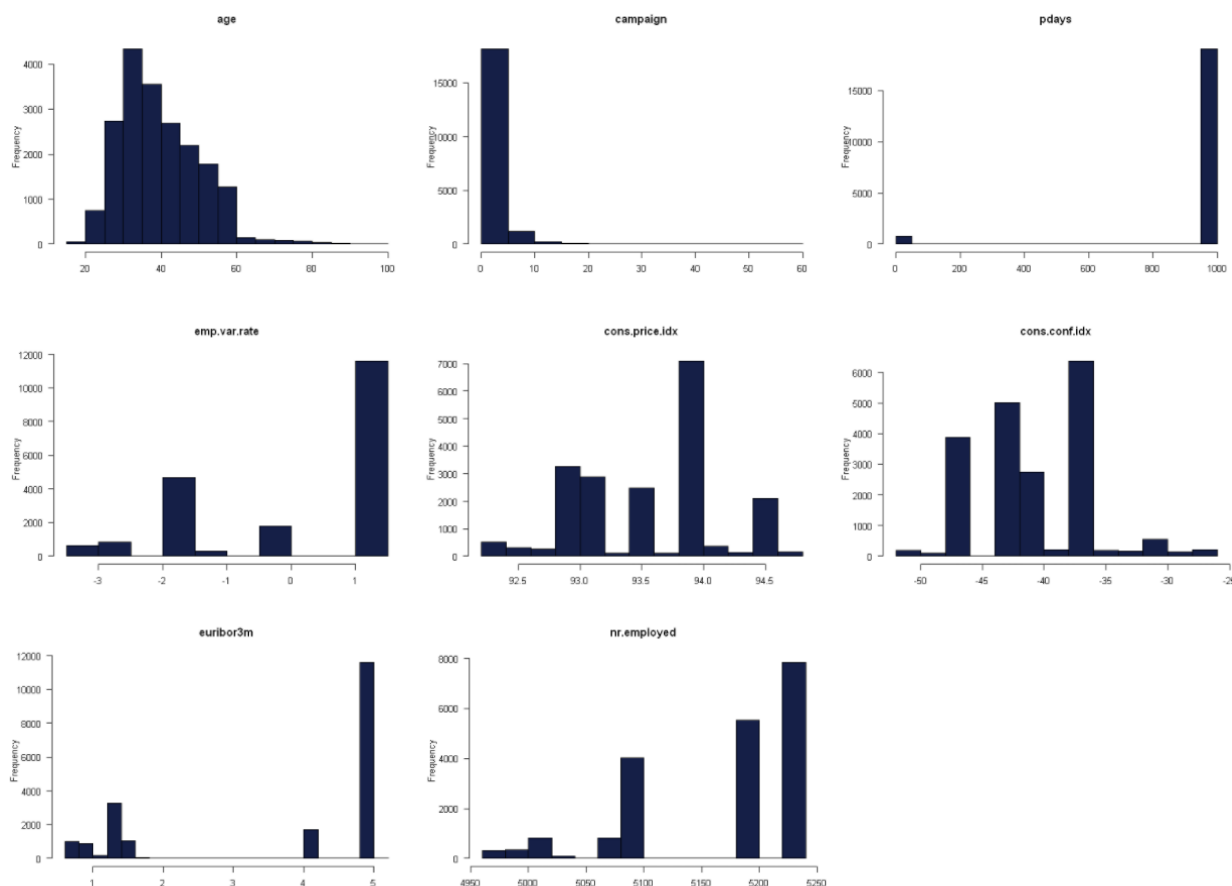 age
campaign
pdays
Frequency
4000
3000
2000
1000
0
20 40 60 80 100
Frequency
15000
10000
5000
0
0 10 20 30 40 50 60
Frequency
15000
10000
5000
0
0 200 400 600 800 1000
emp.var.rate
cons.price.idx
cons.conf.idx
Frequency
12000
10000
8000
6000
4000
2000
0
-3 -2 -1 0 1
Frequency
7000
6000
5000
4000
3000
2000
1000
0
92.5 93.0 93.5 94.0 94.5
Frequency
6000
5000
4000
3000
2000
1000
0
-50 -45 -40 -35 -30 -25
euribor3m
nr.employed
Frequency
12000
10000
8000
6000
4000
2000
0
1 2 3 4 5
Frequency
8000
6000
4000
2000
0
4950 5000 5050 5100 5150 5200 5250